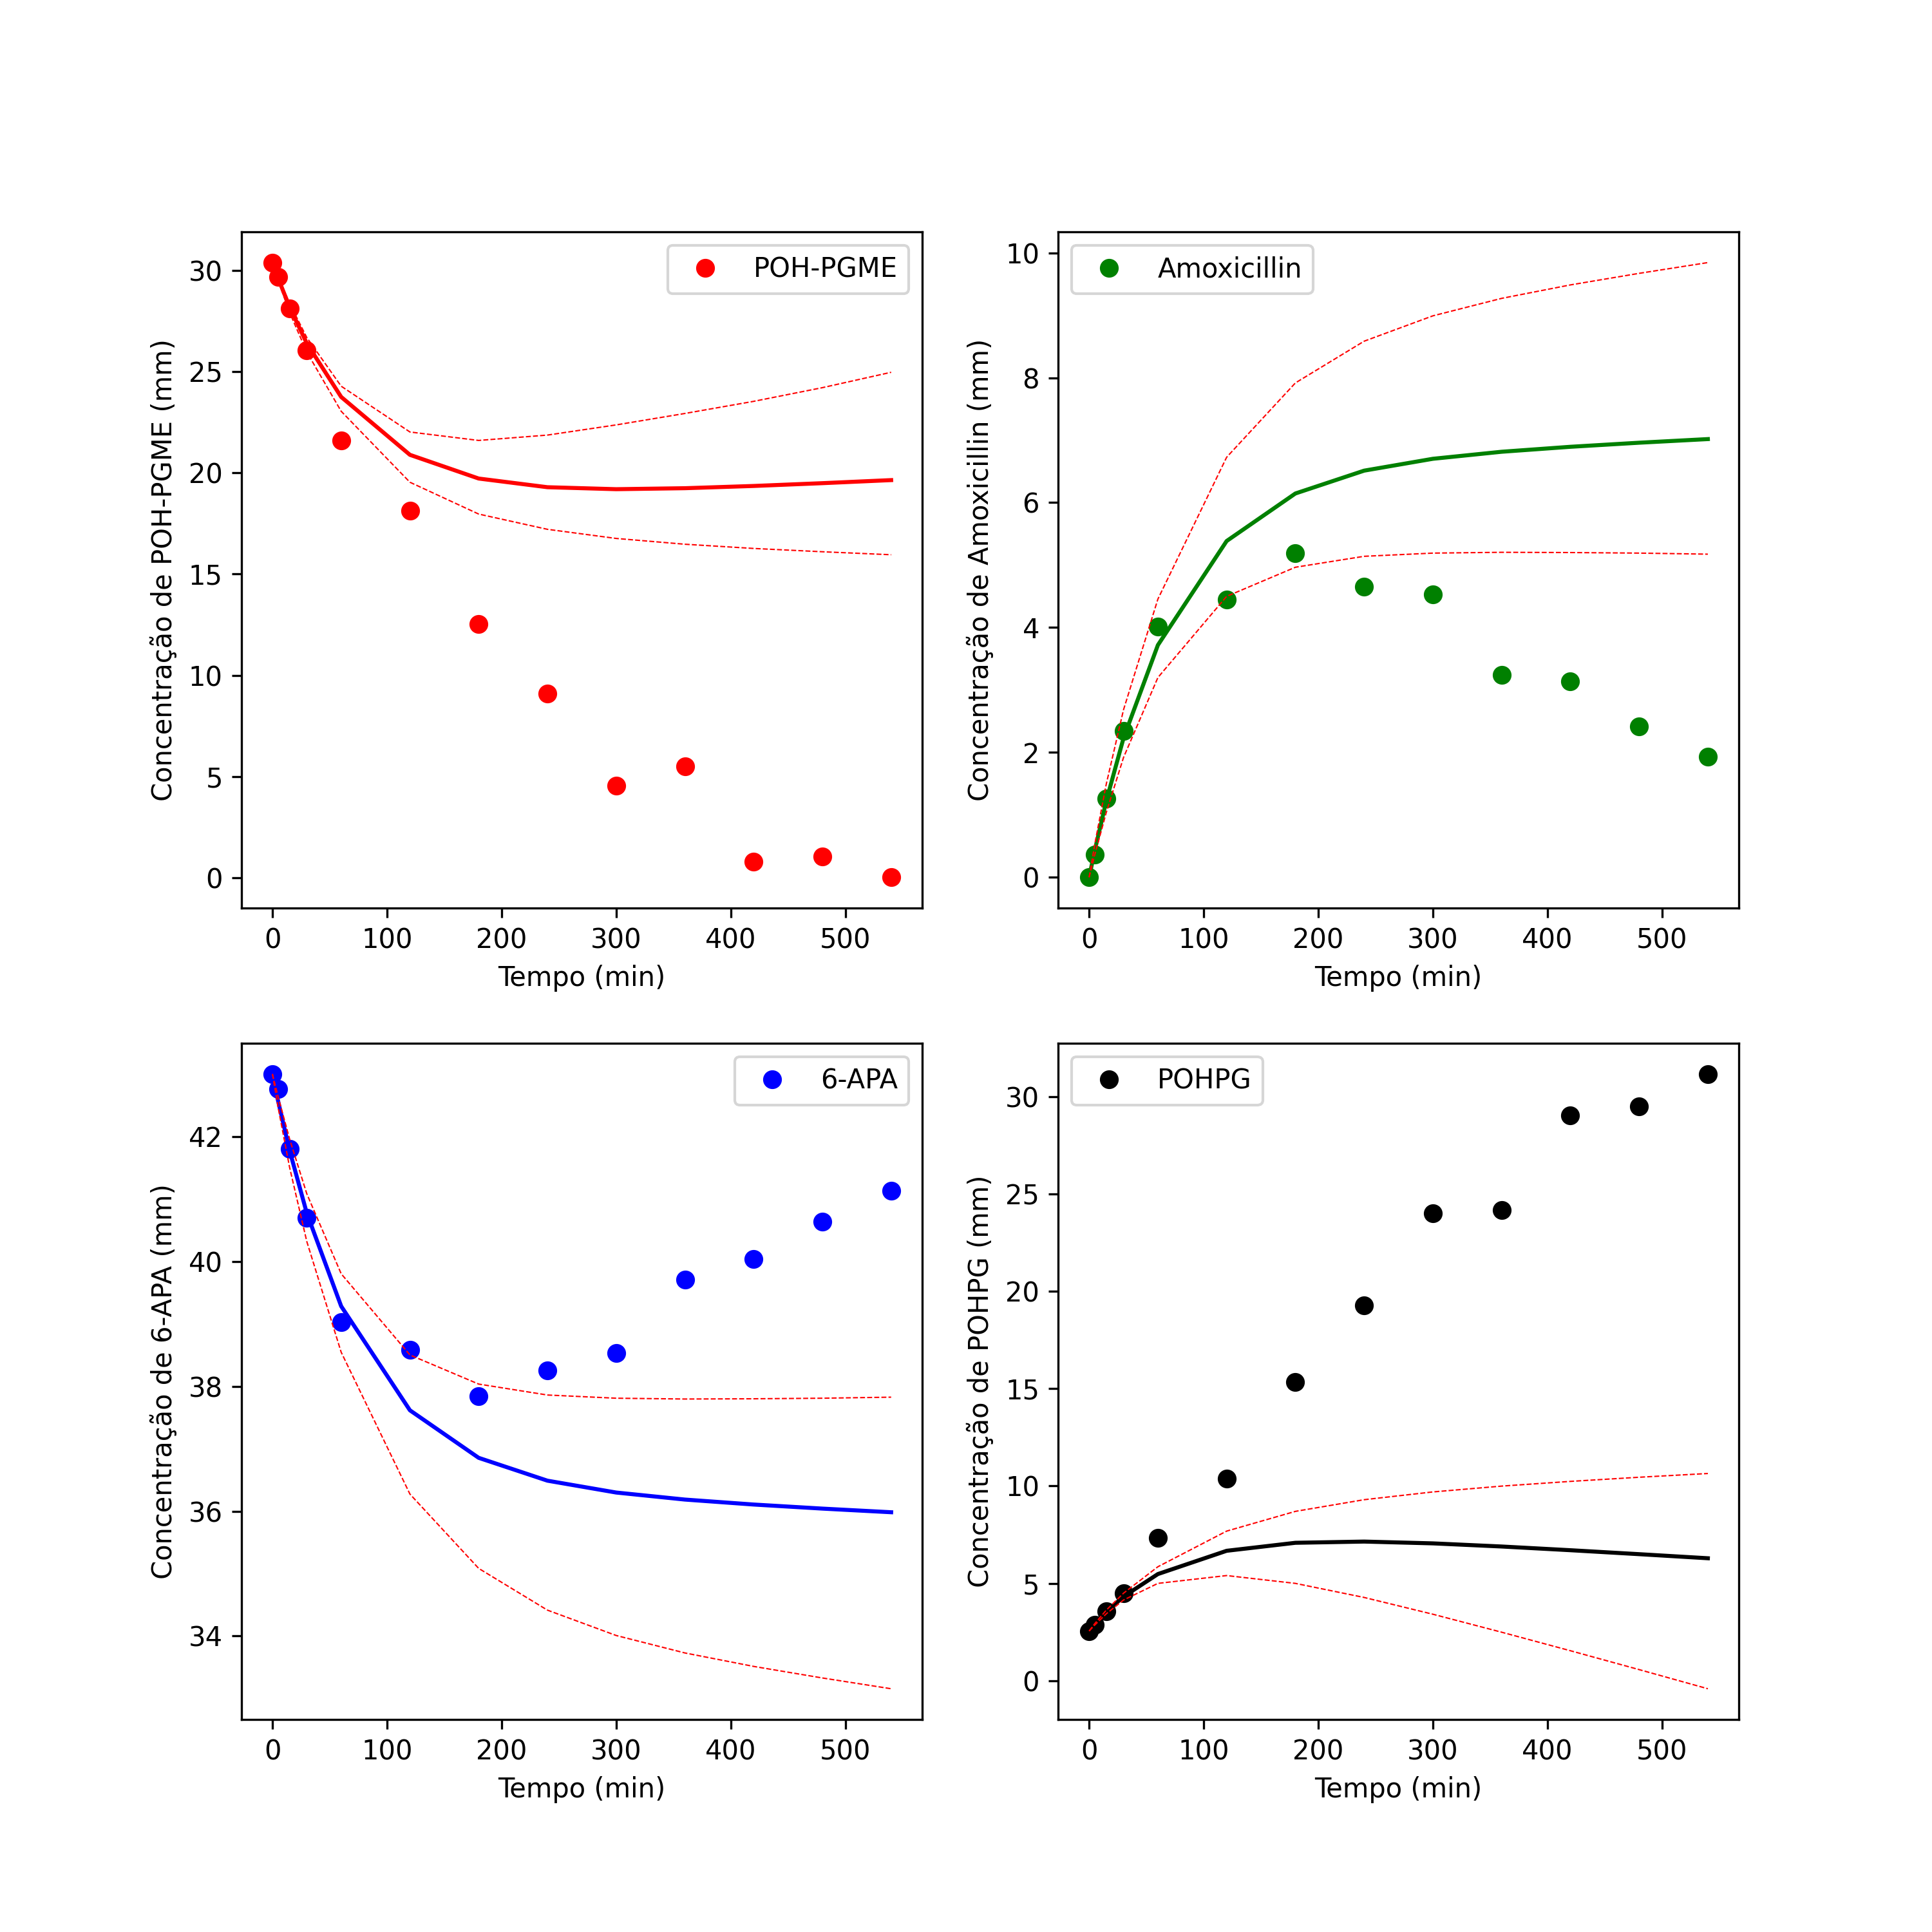 POH-PGME
Concentração de POH-PGME (mm)
30
25
20
15
10
5
0
0 100 200 300 400 500
Tempo (min)
Amoxicillin
Concentração de Amoxicillin (mm)
10
8
6
4
2
0
0 100 200 300 400 500
Tempo (min)
6-APA
Concentração de 6-APA (mm)
42
40
38
36
34
0 100 200 300 400 500
Tempo (min)
POHPG
Concentração de POHPG (mm)
30
25
20
15
10
5
0
0 100 200 300 400 500
Tempo (min)